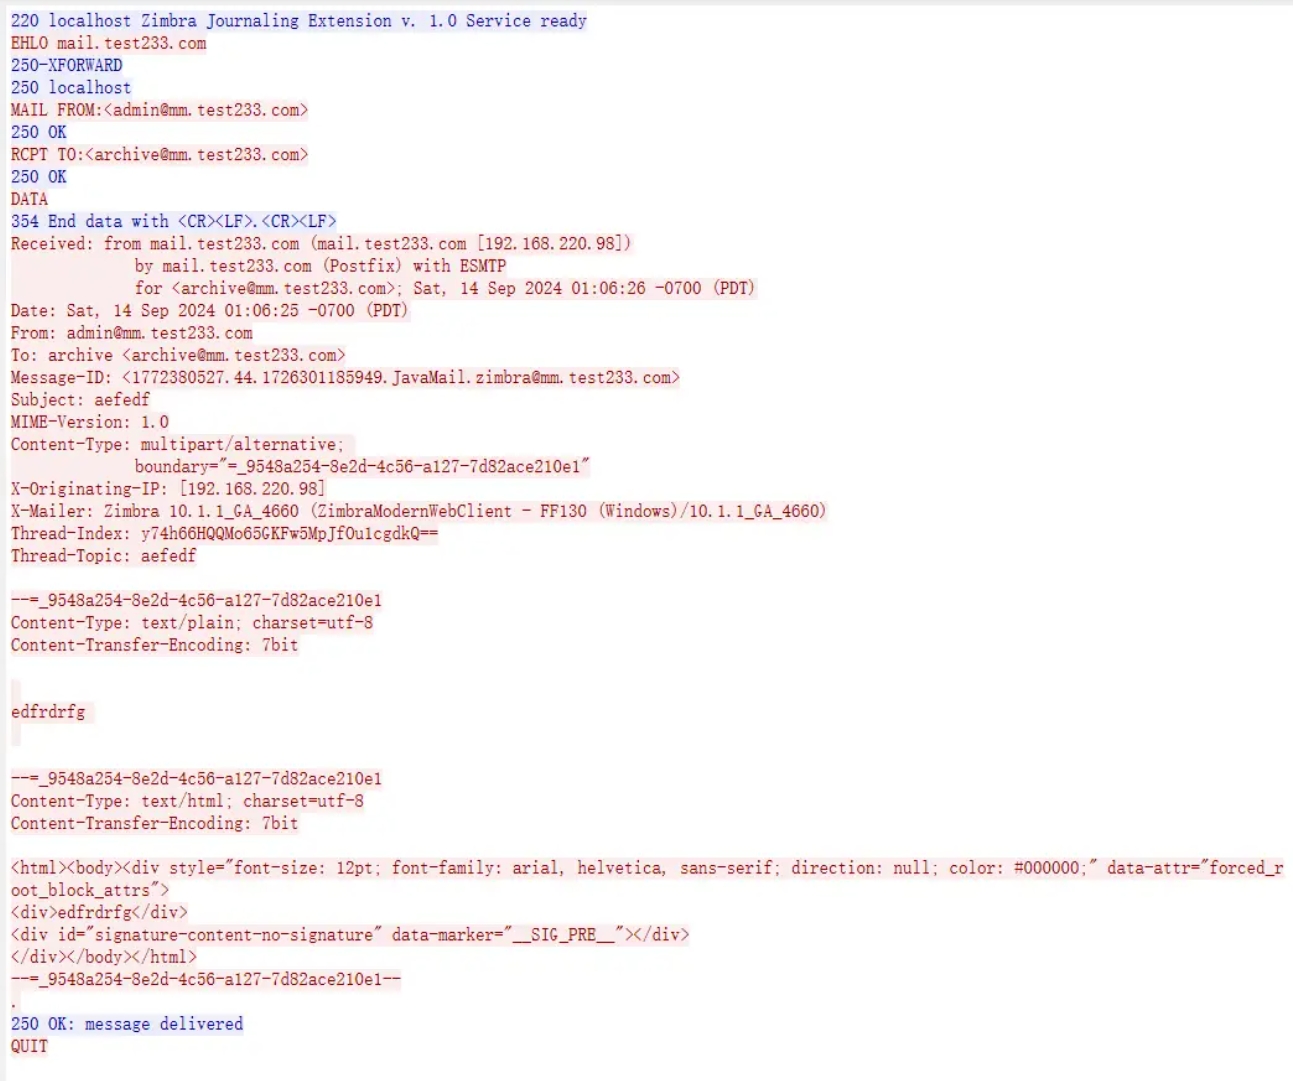 220 localhost Zimbra Journaling Extension v. 1.0 Service ready
EHLO mail.test233.com
250-XFORWARD
250 localhost
MAIL FROM:<admin@mm.test233.com>
250 OK
RCPT TO:<archive@mm.test233.com>
250 OK
DATA
354 End data with <CR><LF>.<CR><LF>
Received: from mail.test233.com (mail.test233.com [192.168.220.98])
by mail.test233.com (Postfix) with ESMTP
for <archive@mm.test233.com>; Sat, 14 Sep 2024 01:06:26 -0700 (PDT)
Date: Sat, 14 Sep 2024 01:06:25 -0700 (PDT)
From: admin@mm.test233.com
To: archive <archive@mm.test233.com>
Message-ID: <1772380527.44.1726301185949.JavaMail.zimbra@mm.test233.com>
Subject: aefedf
MIME-Version: 1.0
Content-Type: multipart/alternative;
boundary="=_9548a254-8e2d-4c56-a127-7d82ace210e1"
X-Originating-IP: [192.168.220.98]
X-Mailer: Zimbra 10.1.1_GA_4660 (ZimbraModernWebClient - FF130 (Windows)/10.1.1_GA_4660)
Thread-Index: y74h66HQQMo65GKFw5MpJfOu1cgdkQ==
Thread-Topic: aefedf
--=_9548a254-8e2d-4c56-a127-7d82ace210e1
Content-Type: text/plain; charset=utf-8
Content-Transfer-Encoding: 7bit
edfrdrfg
--=_9548a254-8e2d-4c56-a127-7d82ace210e1
Content-Type: text/html; charset=utf-8
Content-Transfer-Encoding: 7bit
<html><body><div style="font-size: 12pt; font-family: arial, helvetica, sans-serif; direction: null; color: #000000;" data-attr="forced_r
oot_block_attrs">
<div>edfrdrfg</div>
<div id="signature-content-no-signature" data-marker="__SIG_PRE__"></div>
</div></body></html>
--=_9548a254-8e2d-4c56-a127-7d82ace210e1--
.
250 OK: message delivered
QUIT